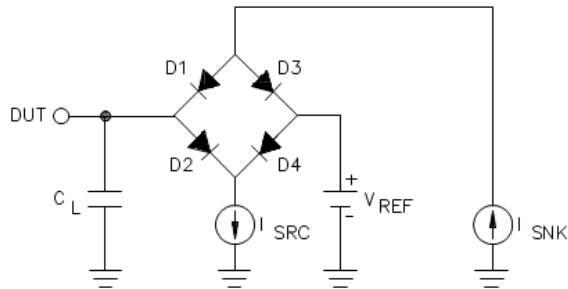 D1
D3
DUT
D2
D4
+
-
C L
V REF
I SRC
I SNK